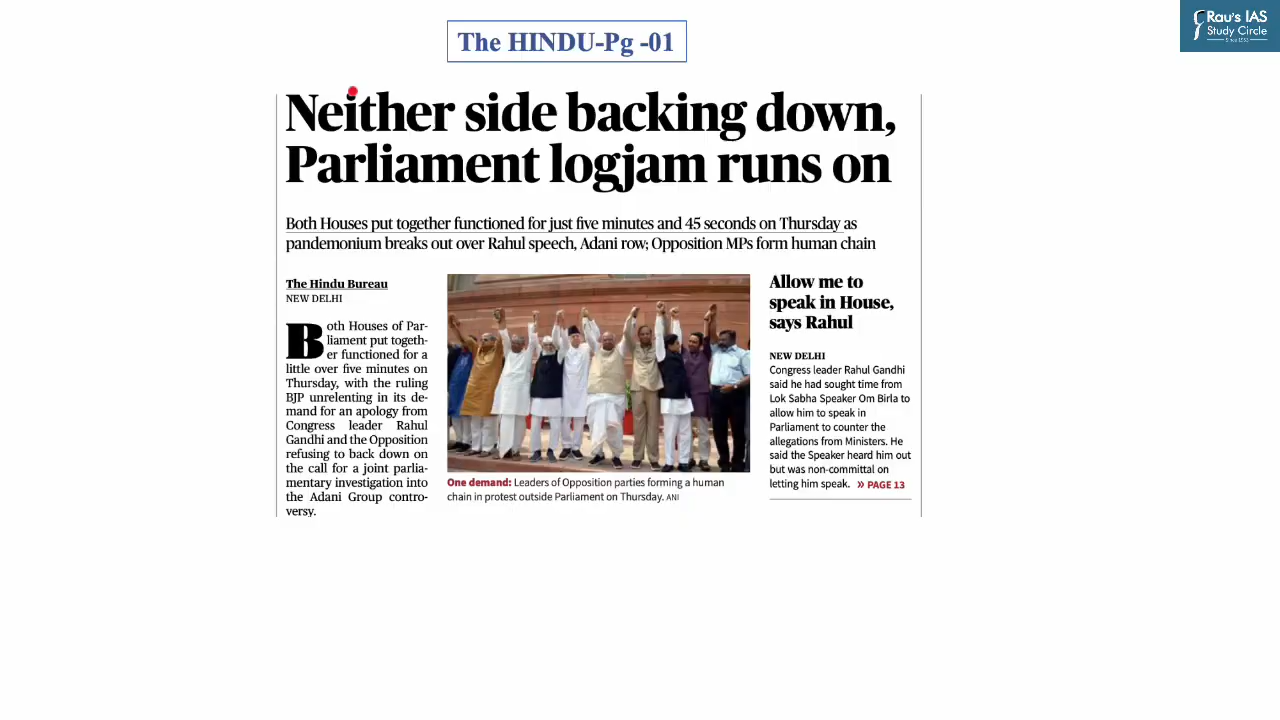 The HINDU-Pg -01
Rau's IAS
Study Circle
Since 1953
Neither side backing down,
Parliament logjam runs on
Both Houses put together functioned for just five minutes and 45 seconds on Thursday as
pandemonium breaks out over Rahul speech, Adani row; Opposition MPs form human chain
The Hindu Bureau
NEW DELHI
Both Houses of Par-
liament put togeth-
er functioned for a
little over five minutes on
Thursday, with the ruling
BJP unrelenting in its de-
mand for an apology from
Congress leader Rahul
Gandhi and the Opposition
refusing to back down on
the call for a joint parlia-
mentary investigation into
the Adani Group contro-
versy.
One demand: Leaders of Opposition parties forming a human
chain in protest outside Parliament on Thursday. ANI
Allow me to
speak in House,
says Rahul
NEW DELHI
Congress leader Rahul Gandhi
said he had sought time from
Lok Sabha Speaker Om Birla to
allow him to speak in
Parliament to counter the
allegations from Ministers. He
said the Speaker heard him out
but was non-committal on
letting him speak. » PAGE 13